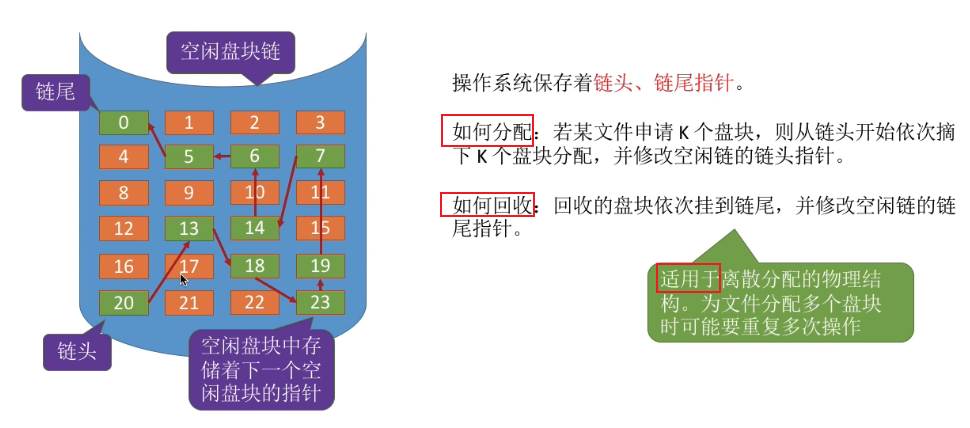 空闲盘块链
链尾
0 1 2 3
4 5 6 7
8 9 10 11
12 13 14 15
16 17 18 19
20 21 22 23
链头
空闲盘块中存
储着下一个空
闲盘块的指针
操作系统保存着链头、链尾指针。
如何分配：若某文件申请 K 个盘块，则从链头开始依次摘
下 K 个盘块分配，并修改空闲链的链头指针。
如何回收：回收的盘块依次挂到链尾，并修改空闲链的链
尾指针。
适用于离散分配的物理结
构。为文件分配多个盘块
时可能要重复多次操作